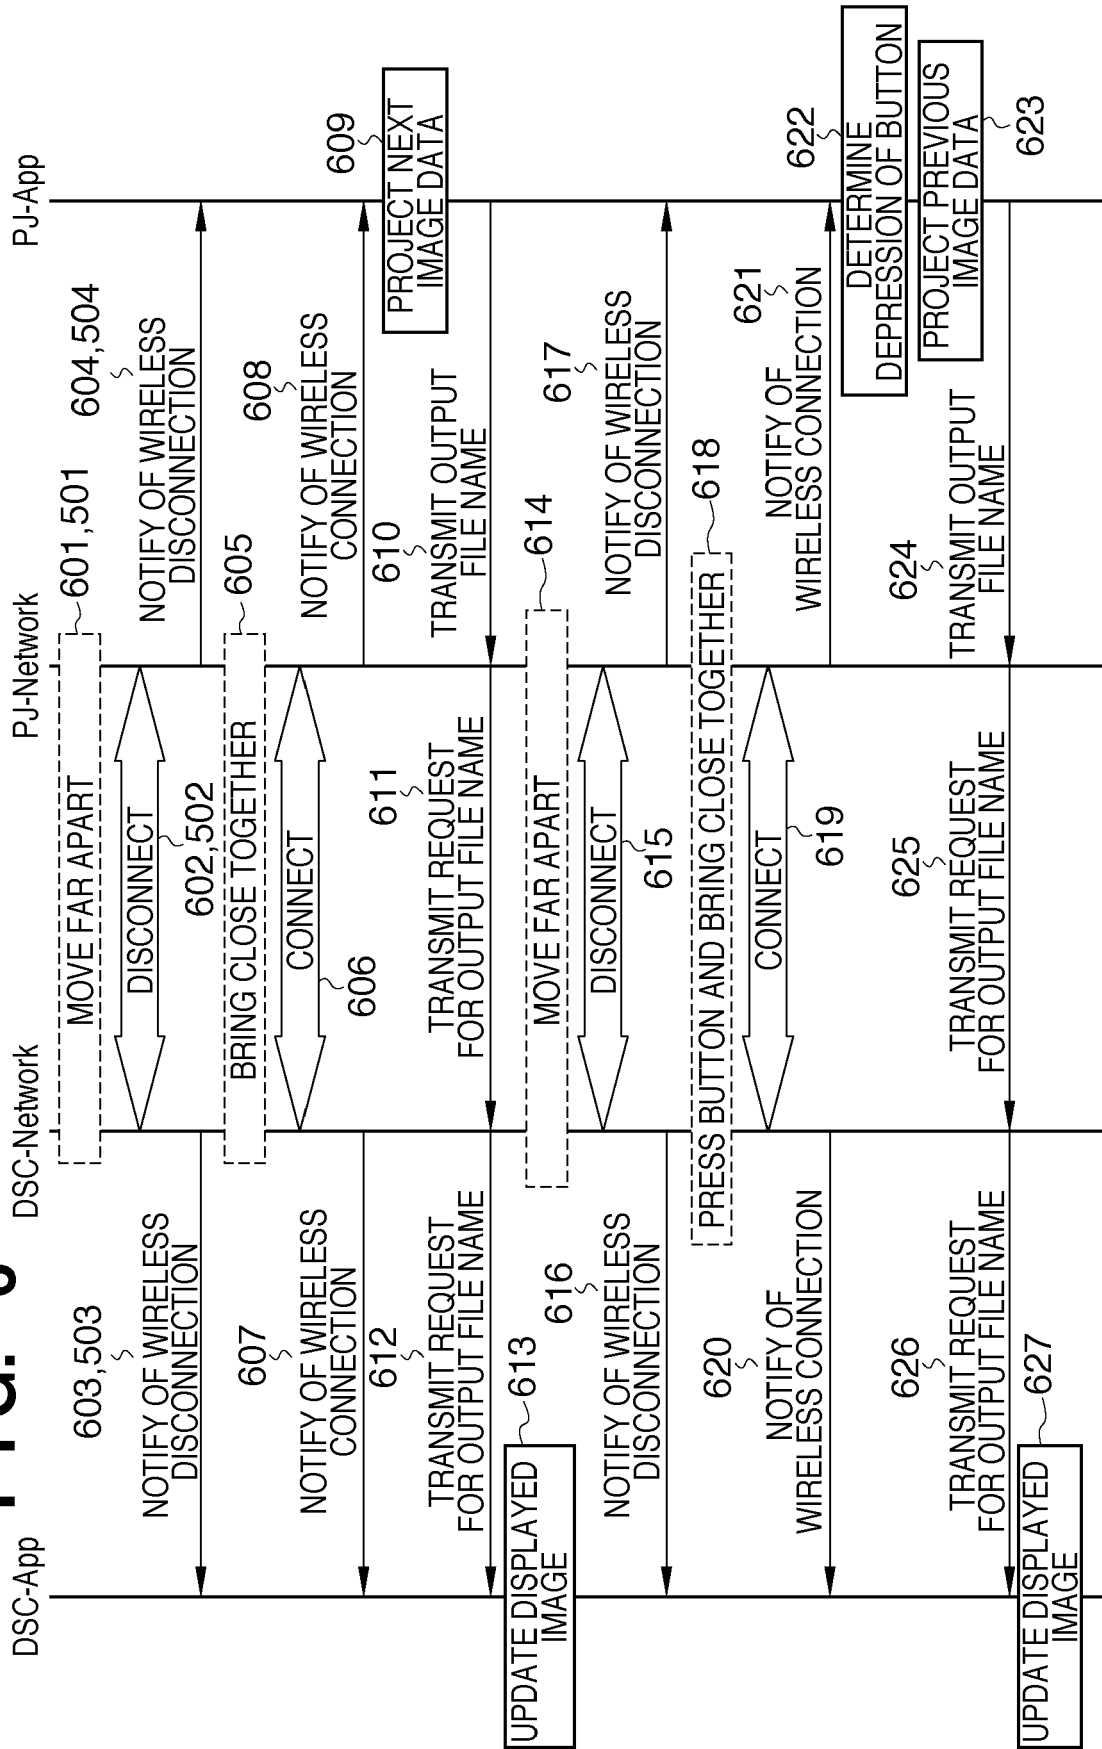 DSC-App
DSC-Network
PJ-Network
PJ-App
MOVE FAR APART
601,501
603,503
NOTIFY OF WIRELESS
DISCONNECTION
DISCONNECT
602,502
604,504
NOTIFY OF WIRELESS
DISCONNECTION
BRING CLOSE TOGETHER
605
607
NOTIFY OF WIRELESS
CONNECTION
CONNECT
606
608
NOTIFY OF WIRELESS
CONNECTION
609
PROJECT NEXT
IMAGE DATA
610
TRANSMIT OUTPUT
FILE NAME
611
TRANSMIT REQUEST
FOR OUTPUT FILE NAME
612
TRANSMIT REQUEST
FOR OUTPUT FILE NAME
613
UPDATE DISPLAYED
IMAGE
MOVE FAR APART
614
616
NOTIFY OF WIRELESS
DISCONNECTION
DISCONNECT
615
617
NOTIFY OF WIRELESS
DISCONNECTION
PRESS BUTTON AND BRING CLOSE TOGETHER
618
620
NOTIFY OF
WIRELESS CONNECTION
CONNECT
619
621
NOTIFY OF
WIRELESS CONNECTION
622
DETERMINE
DEPRESSION OF BUTTON
PROJECT PREVIOUS
IMAGE DATA
623
624
TRANSMIT OUTPUT
FILE NAME
625
TRANSMIT REQUEST
FOR OUTPUT FILE NAME
626
TRANSMIT REQUEST
FOR OUTPUT FILE NAME
UPDATE DISPLAYED
IMAGE
627